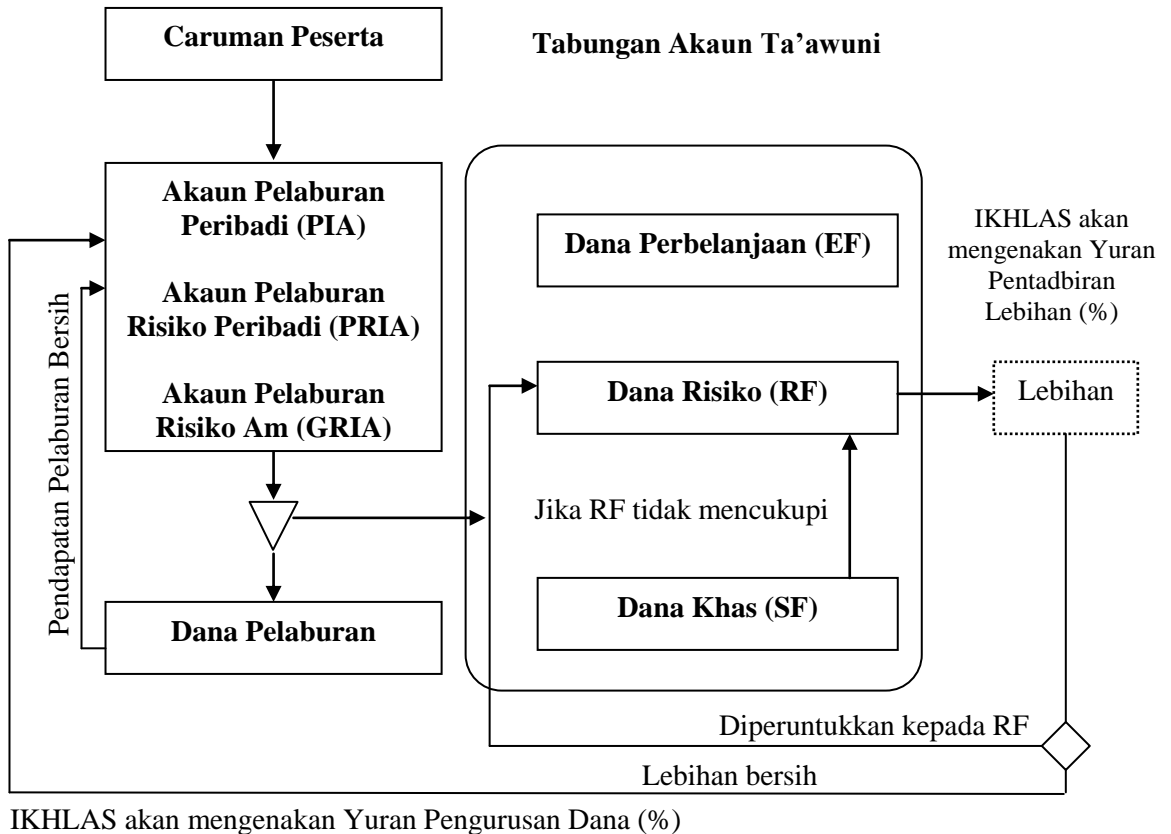 Caruman Peserta
Tabungan Akaun Ta’awuni
Akaun Pelaburan
Peribadi (PIA)
Akaun Pelaburan
Risiko Peribadi (PRIA)
Akaun Pelaburan
Risiko Am (GRIA)
Pendapatan Pelaburan Bersih
Dana Pelaburan
Dana Perbelanjaan (EF)
Dana Risiko (RF)
Jika RF tidak mencukupi
Dana Khas (SF)
IKHLAS akan
mengenakan Yuran
Pentadbiran
Lebihan (%)
Lebihan
Diperuntukkan kepada RF
Lebihan bersih
IKHLAS akan mengenakan Yuran Pengurusan Dana (%)